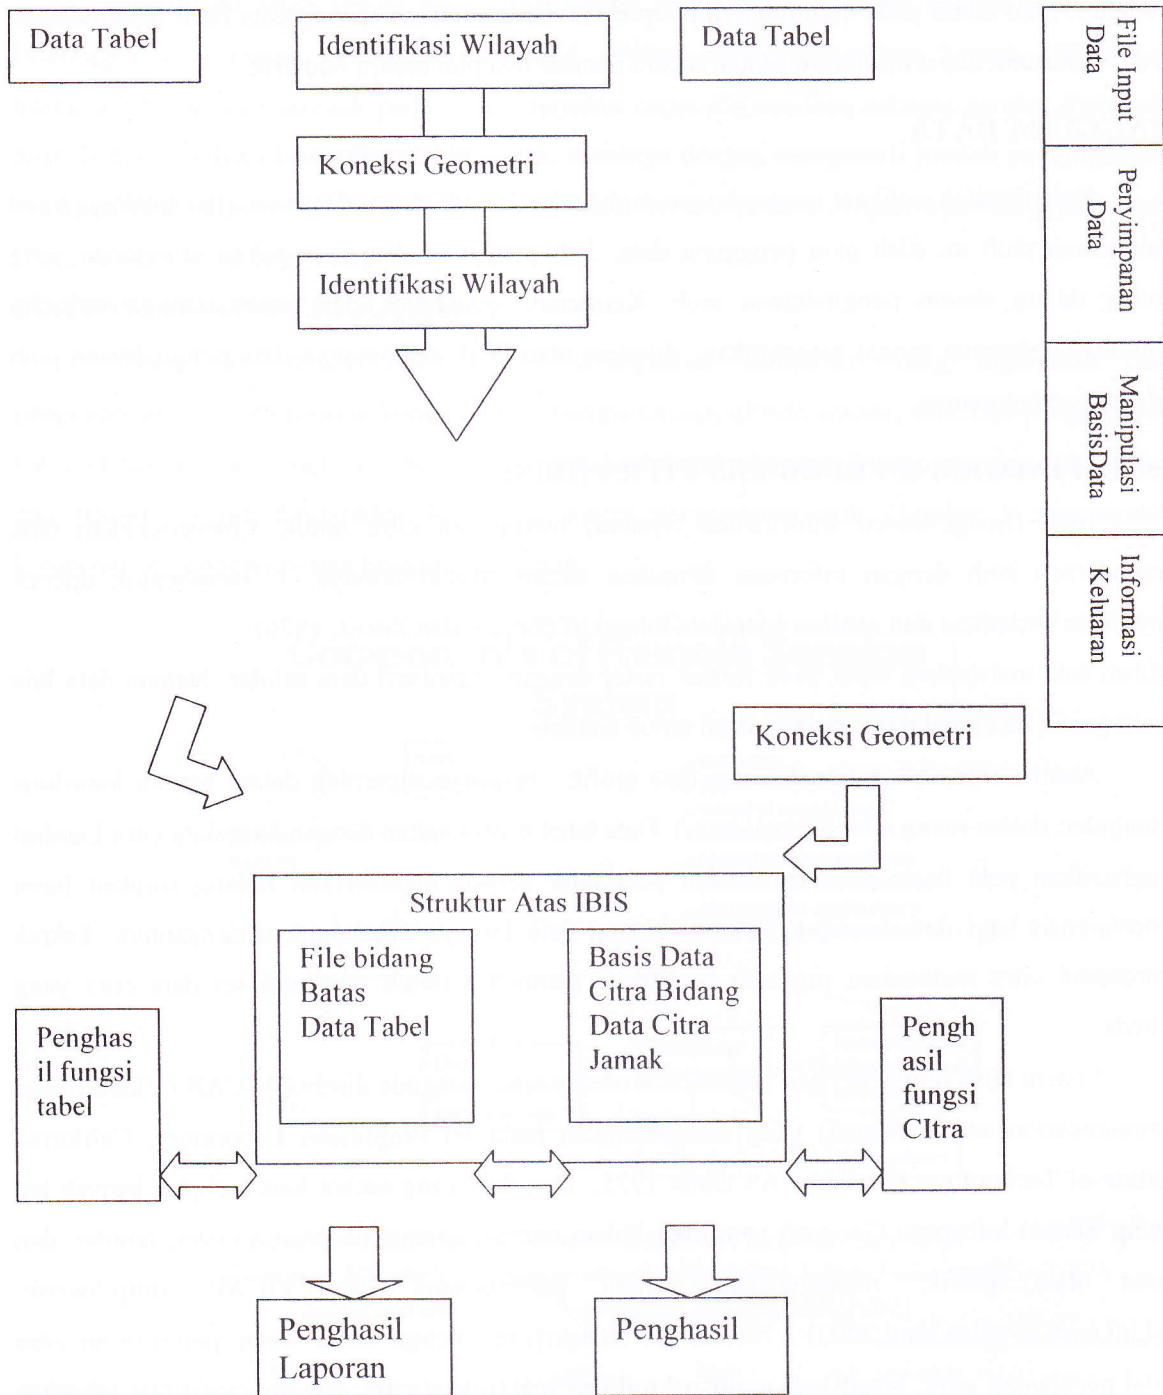 Data Tabel
Identifikasi Wilayah
Data Tabel
Koneksi Geometri
Identifikasi Wilayah
File Input
Data
Penyimpanan
Data
Manipulasi
BasisData
Informasi
Keluaran
Koneksi Geometri
Struktur Atas IBIS
File bidang
Batas
Data Tabel
Basis Data
Citra Bidang
Data Citra
Jamak
Penghas
il fungsi
tabel
Pengh
asil
fungsi
CItra
Penghasil
Laporan
Penghasil